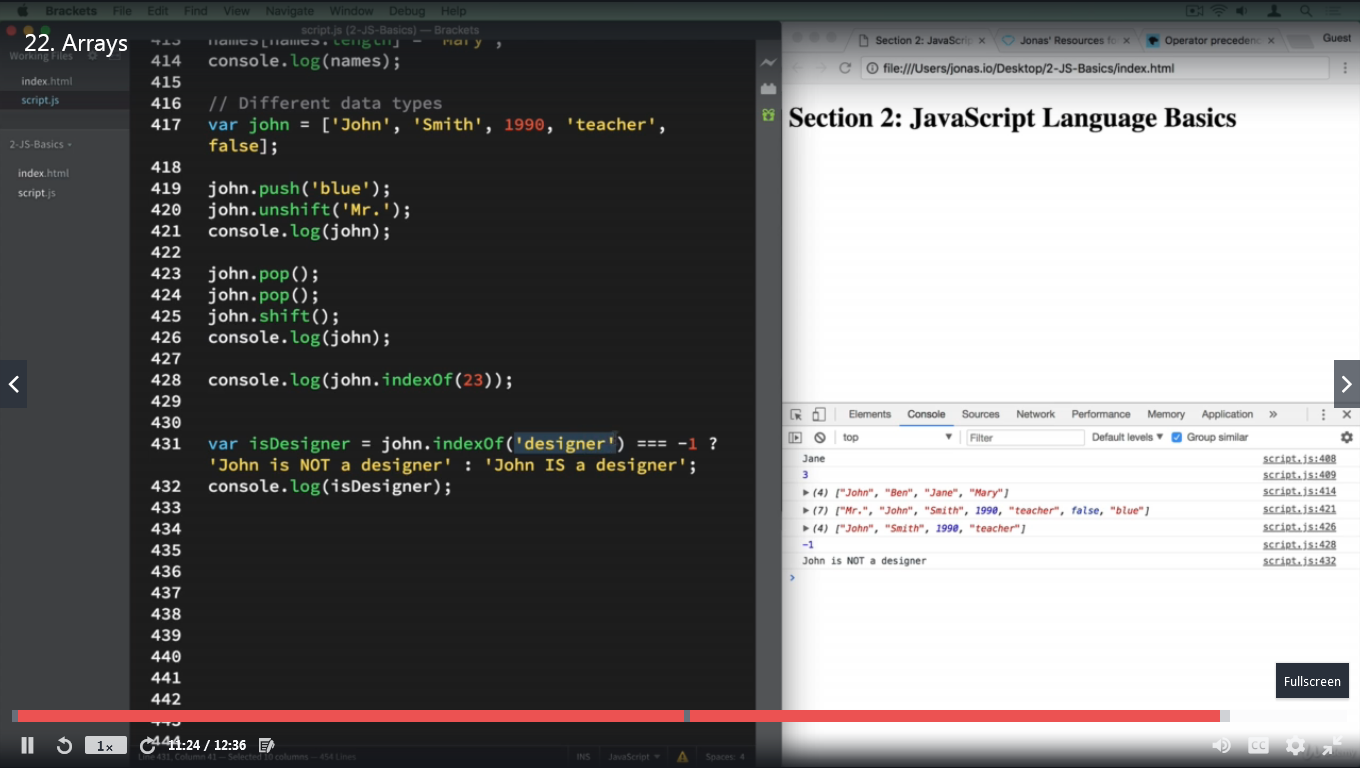 Brackets File Edit Find View Navigate Window Debug Help
script.js (2-JS-Basics) — Brackets
22. Arrays
Working Files
index.html
script.js
2-JS-Basics
index.html
script.js
413 names[names.length] = 'Mary';
414 console.log(names);
415
416 // Different data types
417 var john = ['John', 'Smith', 1990, 'teacher',
false];
418
419 john.push('blue');
420 john.unshift('Mr.');
421 console.log(john);
422
423 john.pop();
424 john.pop();
425 john.shift();
426 console.log(john);
427
428 console.log(john.indexOf(23));
429
430
431 var isDesigner = john.indexOf('designer') === -1 ?
'John is NOT a designer' : 'John IS a designer';
432 console.log(isDesigner);
433
434
435
436
437
438
439
440
441
442
443
444
Line 431, Column 41 — Selected 10 columns — 454 Lines
INS JavaScript Spaces: 4
Section 2: JavaScrip × Jonas' Resources fo × Operator precedenc × Guest
file:///Users/jonas.io/Desktop/2-JS-Basics/index.html
Section 2: JavaScript Language Basics
Elements Console Sources Network Performance Memory Application »
top Filter Default levels Group similar
Jane script.js:408
3 script.js:409
(4) ["John", "Ben", "Jane", "Mary"] script.js:414
(7) ["Mr.", "John", "Smith", 1990, "teacher", false, "blue"] script.js:421
(4) ["John", "Smith", 1990, "teacher"] script.js:426
-1 script.js:428
John is NOT a designer script.js:432
Fullscreen
1x 11:24 / 12:36 CC